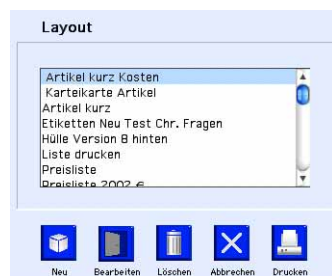 Layout
Artikel kurz Kosten
Karteikarte Artikel
Artikel kurz
Etiketten Neu Test Chr. Fragen
Hülle Version 8 hinten
Liste drucken
Preisliste
Preisliste 2002 €
Neu Bearbeiten Löschen Abbrechen Drucken